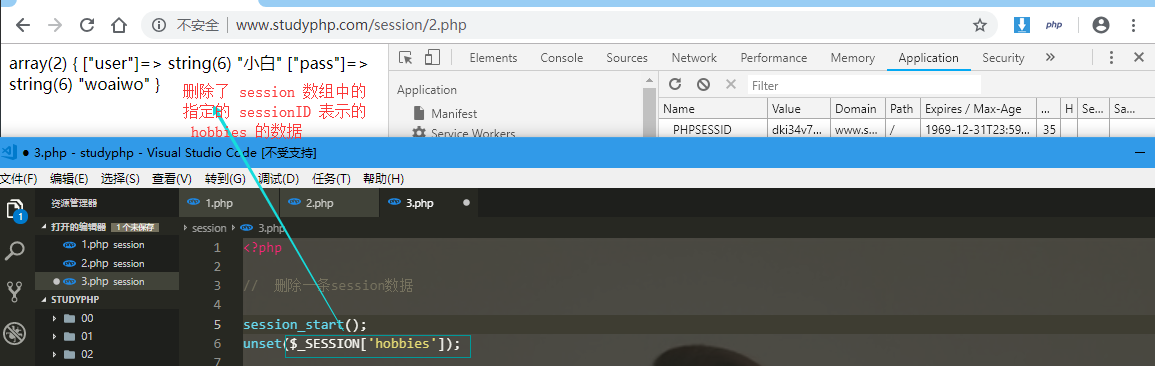 不安全 | www.studyphp.com/session/2.php
php
array(2) { ["user"]=> string(6) "小白" ["pass"]=>
string(6) "woaiwo" }
删除了 session 数组中的
指定的 sessionID 表示的
hobbies 的数据
Elements Console Sources Network Performance Memory Application Security »
Application
Manifest
Service Workers
Filter
Name Value Domain Path Expires / Max-Age ... H Se... Sa...
PHPSESSID dki34v7... www.s... / 1969-12-31T23:59... 35
● 3.php - studyphp - Visual Studio Code [不受支持]
文件(F) 编辑(E) 选择(S) 查看(V) 转到(G) 调试(D) 任务(T) 帮助(H)
资源管理器
1.php 2.php 3.php ●
打开的编辑器 1 个未保存
1
1.php session
2.php session
● 3.php session
STUDYPHP
00
01
02
session 3.php
1 <?php
2
3 // 删除一条session数据
4
5 session_start();
6 unset($_SESSION['hobbies']);
7